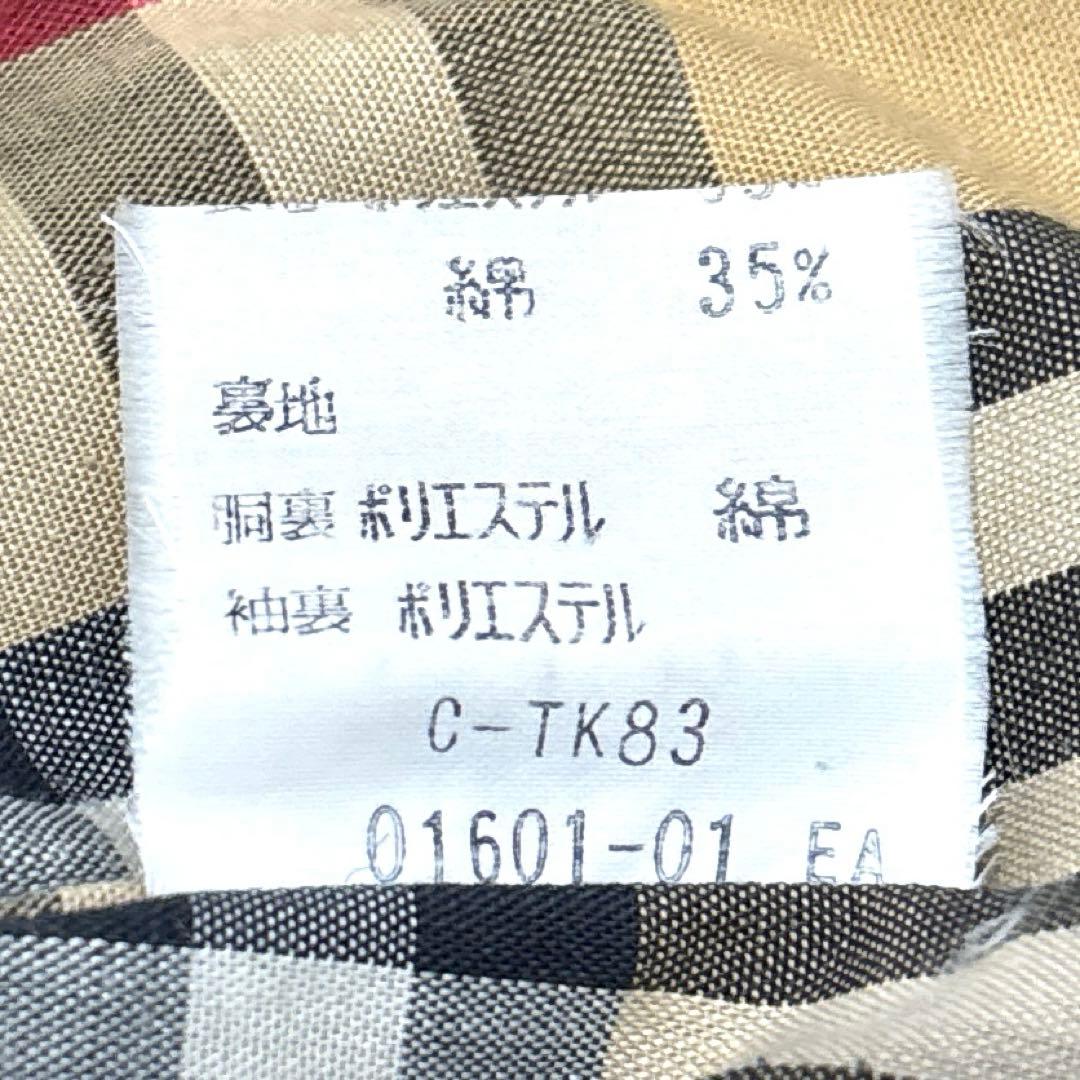 綿 35%
裏地
胴裏 ポリエステル 綿
袖裏 ポリエステル
C-TK83
01601-01 EA